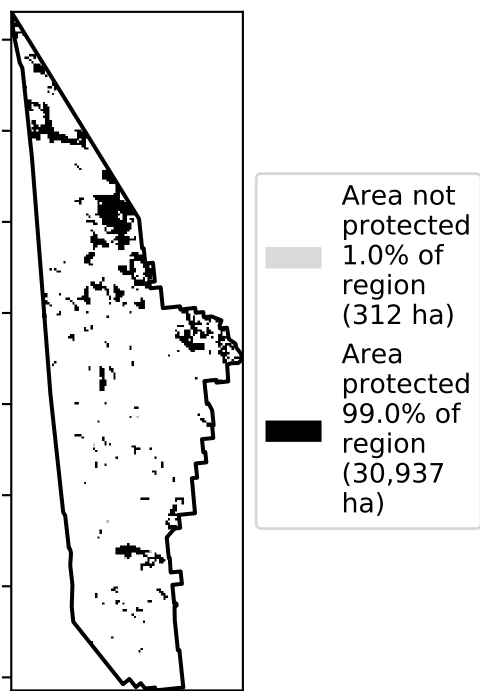 Area not
protected
1.0% of
region
(312 ha)
Area
protected
99.0% of
region
(30,937
ha)